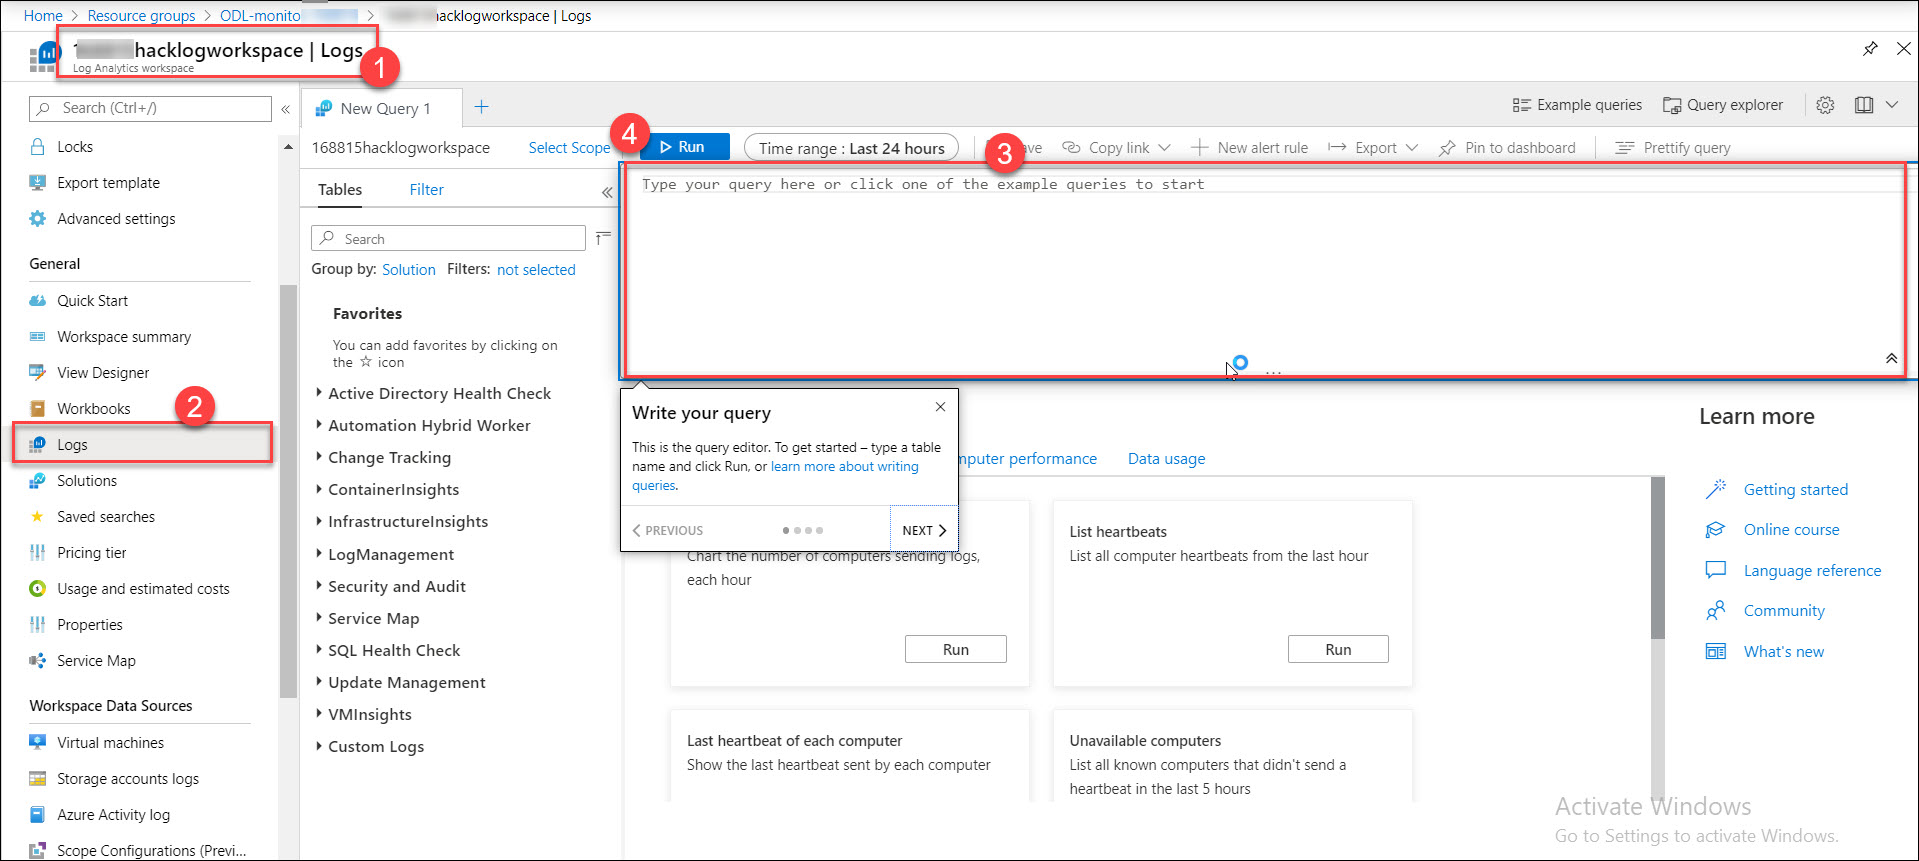 Home > Resource groups > ODL-monito > hacklogworkspace | Logs
hacklogworkspace | Logs
Log Analytics workspace
1
Search (Ctrl+/)
«
New Query 1
+
Example queries
Query explorer
Locks
Export template
Advanced settings
General
Quick Start
Workspace summary
View Designer
Workbooks
2
Logs
Solutions
Saved searches
Pricing tier
Usage and estimated costs
Properties
Service Map
Workspace Data Sources
Virtual machines
Storage accounts logs
Azure Activity log
Scope Configurations (Previ...
168815hacklogworkspace
Select Scope
4
Run
Time range : Last 24 hours
3
Copy link
New alert rule
Export
Pin to dashboard
Prettify query
Tables
Filter
«
Search
Group by: Solution Filters: not selected
Favorites
You can add favorites by clicking on
the ☆ icon
Active Directory Health Check
Automation Hybrid Worker
Change Tracking
ContainerInsights
InfrastructureInsights
LogManagement
Security and Audit
Service Map
SQL Health Check
Update Management
VMInsights
Custom Logs
Type your query here or click one of the example queries to start
...
Write your query
This is the query editor. To get started – type a table
name and click Run, or learn more about writing
queries.
PREVIOUS
NEXT
performance
Data usage
Chart the number of computers sending logs,
each hour
Run
List heartbeats
List all computer heartbeats from the last hour
Run
Last heartbeat of each computer
Show the last heartbeat sent by each computer
Unavailable computers
List all known computers that didn't send a
heartbeat in the last 5 hours
Learn more
Getting started
Online course
Language reference
Community
What's new
Activate Windows
Go to Settings to activate Windows.